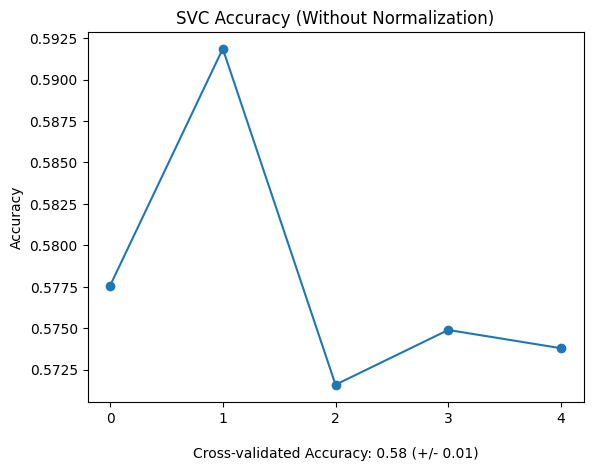 SVC Accuracy (Without Normalization)
0.5925
0.5900
0.5875
0.5850
0.5825
0.5800
0.5775
0.5750
0.5725
Accuracy
0 1 2 3 4
Cross-validated Accuracy: 0.58 (+/- 0.01)